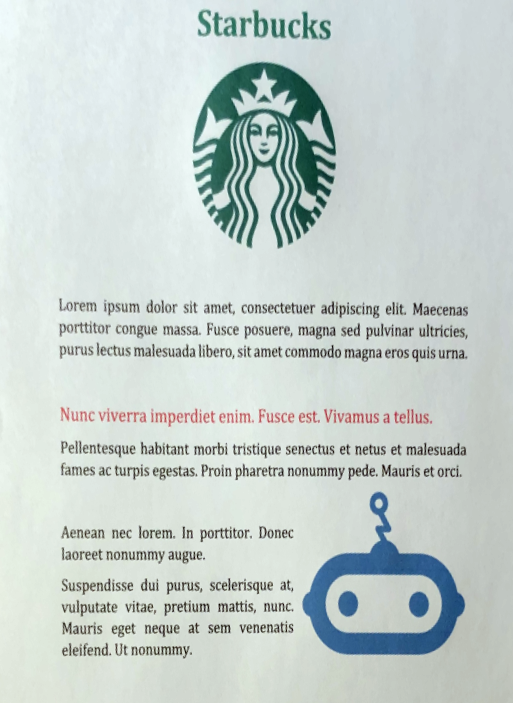 Starbucks
Lorem ipsum dolor sit amet, consectetuer adipiscing elit. Maecenas
porttitor congue massa. Fusce posuere, magna sed pulvinar ultricies,
purus lectus malesuada libero, sit amet commodo magna eros quis urna.
Nunc viverra imperdiet enim. Fusce est. Vivamus a tellus.
Pellentesque habitant morbi tristique senectus et netus et malesuada
fames ac turpis egestas. Proin pharetra nonummy pede. Mauris et orci.
Aenean nec lorem. In porttitor. Donec
laoreet nonummy augue.
Suspendisse dui purus, scelerisque at,
vulputate vitae, pretium mattis, nunc.
Mauris eget neque at sem venenatis
eleifend. Ut nonummy.